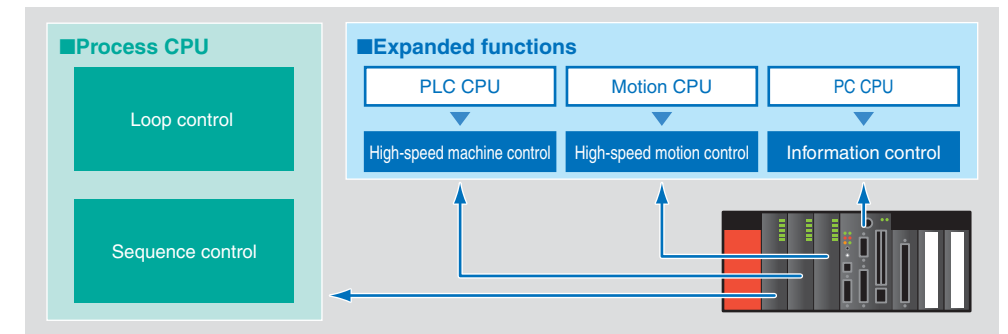 ■Process CPU
Loop control
Sequence control
■Expanded functions
PLC CPU
Motion CPU
PC CPU
High-speed machine control
High-speed motion control
Information control